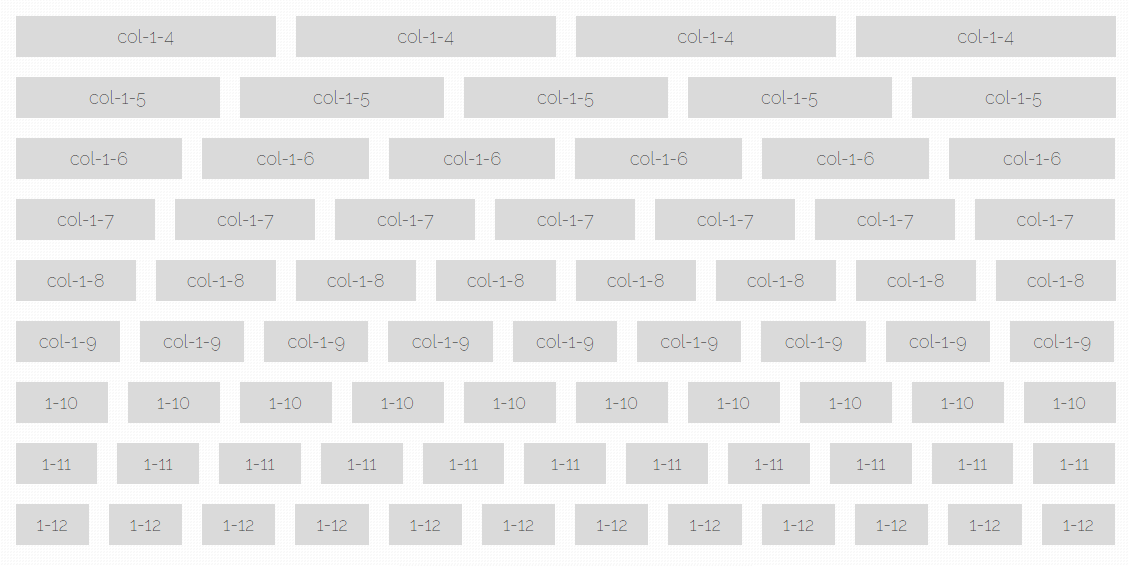 col-1-4 col-1-4 col-1-4 col-1-4
col-1-5 col-1-5 col-1-5 col-1-5 col-1-5
col-1-6 col-1-6 col-1-6 col-1-6 col-1-6 col-1-6
col-1-7 col-1-7 col-1-7 col-1-7 col-1-7 col-1-7 col-1-7
col-1-8 col-1-8 col-1-8 col-1-8 col-1-8 col-1-8 col-1-8 col-1-8
col-1-9 col-1-9 col-1-9 col-1-9 col-1-9 col-1-9 col-1-9 col-1-9 col-1-9
1-10 1-10 1-10 1-10 1-10 1-10 1-10 1-10 1-10 1-10
1-11 1-11 1-11 1-11 1-11 1-11 1-11 1-11 1-11 1-11 1-11
1-12 1-12 1-12 1-12 1-12 1-12 1-12 1-12 1-12 1-12 1-12 1-12